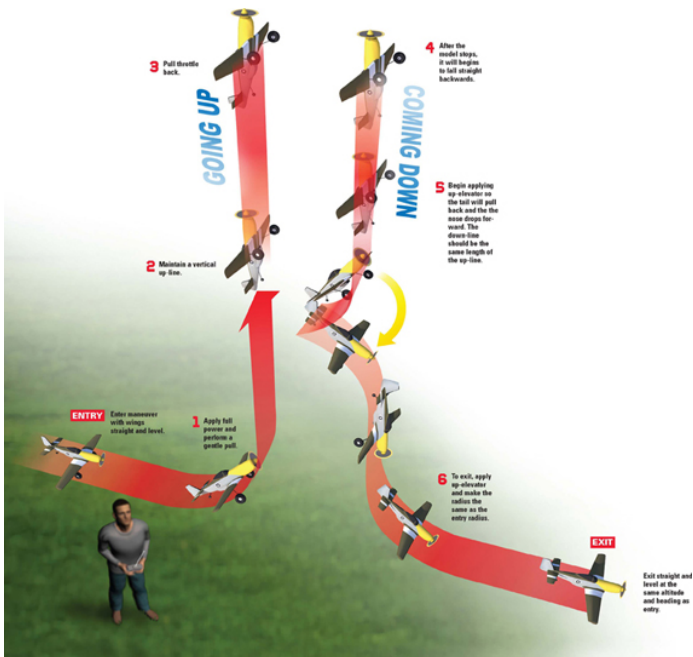 3 Pull throttle
back.
4 After the
model stops,
it will begins
to fall straight
backwards.
GOING UP
COMING DOWN
5 Begin applying
up-elevator so
the tail will pull
back and the the
nose drops for-
ward. The
down-line
should be the
same length of
the up-line.
2 Maintain a vertical
up-line.
ENTRY
Enter maneuver
with wings
straight and level.
1 Apply full
power and
perform a
gentle pull.
6 To exit, apply
up-elevator
and make the
radius the
same as the
entry radius.
EXIT
Exit straight and
level at the
same altitude
and heading as
entry.